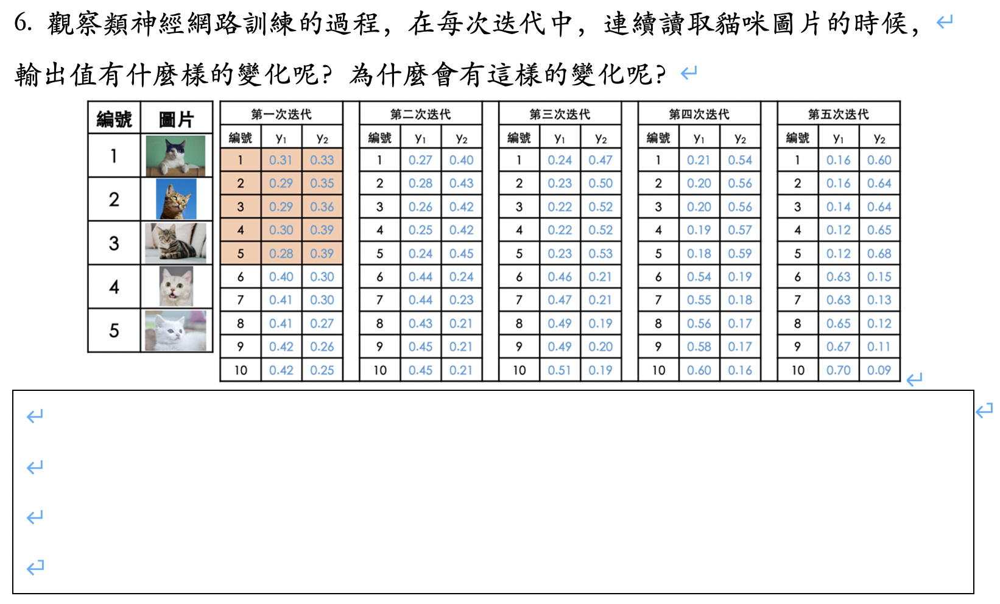 6. 觀察類神經網路訓練的過程，在每次迭代中，連續讀取貓咪圖片的時候，
輸出值有什麼樣的變化呢？為什麼會有這樣的變化呢？
編號 圖片
1
2
3
4
5
第一次迭代
編號 y1 y2
1 0.31 0.33
2 0.29 0.35
3 0.29 0.36
4 0.30 0.39
5 0.28 0.39
6 0.40 0.30
7 0.41 0.30
8 0.41 0.27
9 0.42 0.26
10 0.42 0.25
第二次迭代
編號 y1 y2
1 0.27 0.40
2 0.28 0.43
3 0.26 0.42
4 0.25 0.42
5 0.24 0.45
6 0.44 0.24
7 0.44 0.23
8 0.43 0.21
9 0.45 0.21
10 0.45 0.21
第三次迭代
編號 y1 y2
1 0.24 0.47
2 0.23 0.50
3 0.22 0.52
4 0.22 0.52
5 0.23 0.53
6 0.46 0.21
7 0.47 0.21
8 0.49 0.19
9 0.49 0.20
10 0.51 0.19
第四次迭代
編號 y1 y2
1 0.21 0.54
2 0.20 0.56
3 0.20 0.56
4 0.19 0.57
5 0.18 0.59
6 0.54 0.19
7 0.55 0.18
8 0.56 0.17
9 0.58 0.17
10 0.60 0.16
第五次迭代
編號 y1 y2
1 0.16 0.60
2 0.16 0.64
3 0.14 0.64
4 0.12 0.65
5 0.12 0.68
6 0.63 0.15
7 0.63 0.13
8 0.65 0.12
9 0.67 0.11
10 0.70 0.09